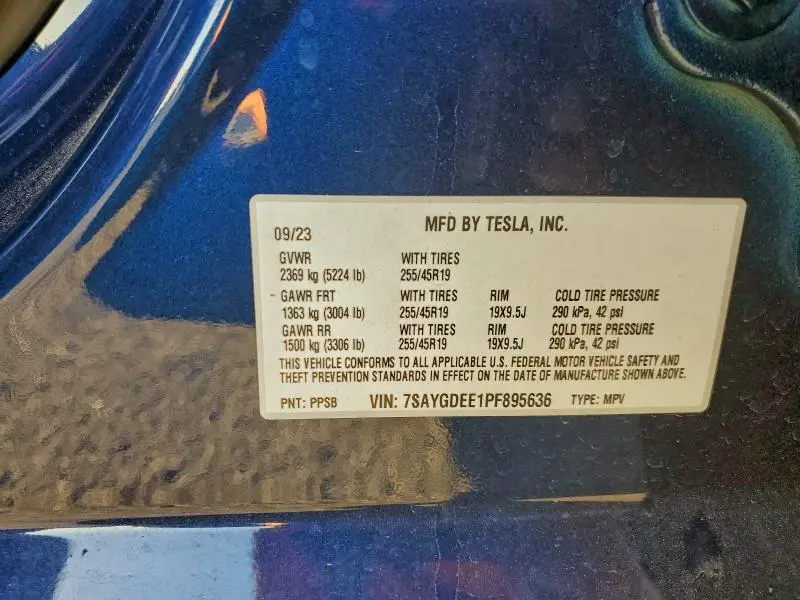 MFD BY TESLA, INC.
09/23
GVWR WITH TIRES
2369 kg (5224 lb) 255/45R19
- GAWR FRT WITH TIRES RIM COLD TIRE PRESSURE
1363 kg (3004 lb) 255/45R19 19X9.5J 290 kPa, 42 psi
GAWR RR WITH TIRES RIM COLD TIRE PRESSURE
1500 kg (3306 lb) 255/45R19 19X9.5J 290 kPa, 42 psi
THIS VEHICLE CONFORMS TO ALL APPLICABLE U.S. FEDERAL MOTOR VEHICLE SAFETY AND
THEFT PREVENTION STANDARDS IN EFFECT ON THE DATE OF MANUFACTURE SHOWN ABOVE.
PNT: PPSB VIN: 7SAYGDEE1PF895636 TYPE: MPV